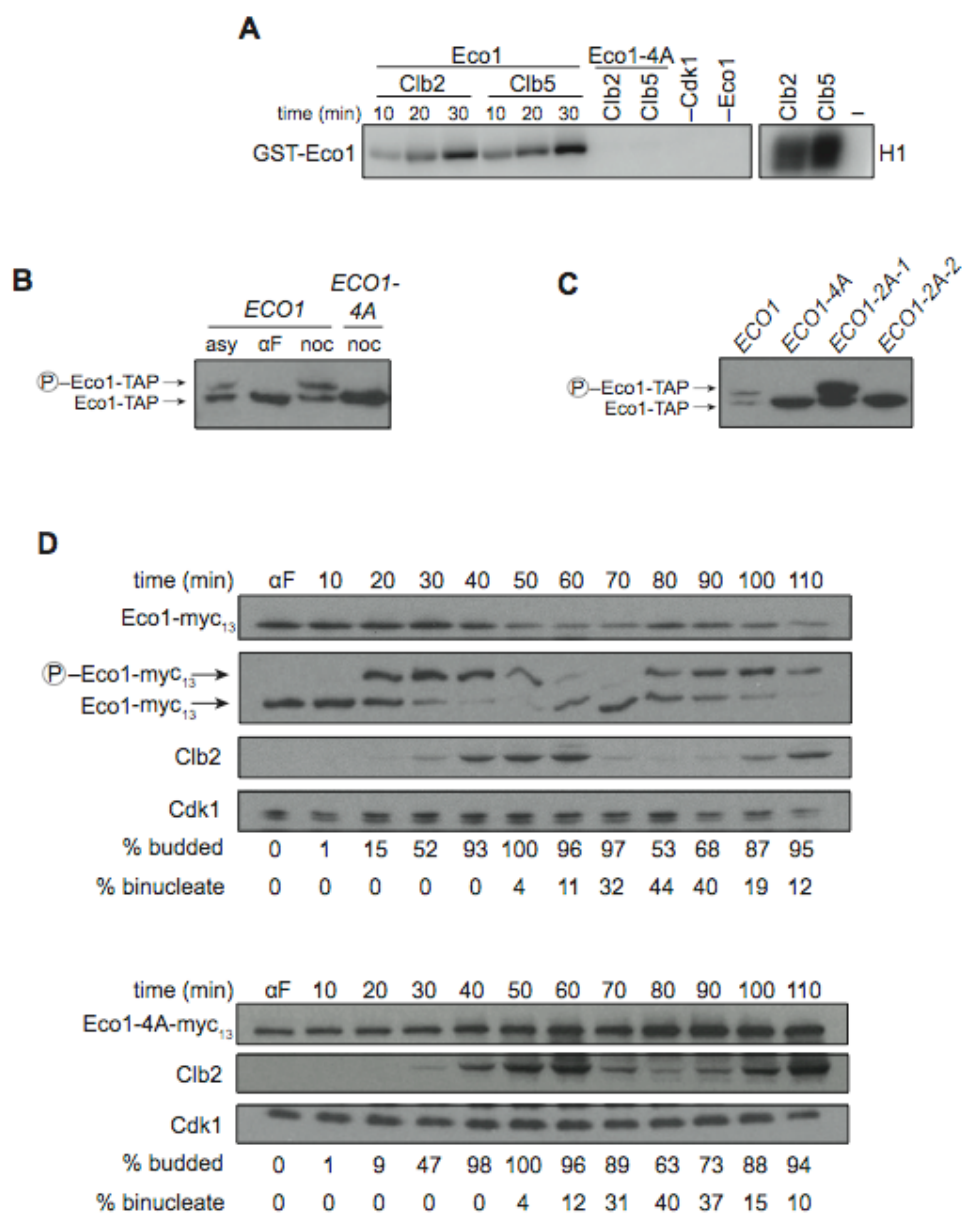 A
Eco1 Eco1-4A
Clb2 Clb5 Clb2 Clb5 –Cdk1 –Eco1 Clb2 Clb5 –
time (min) 10 20 30 10 20 30
GST-Eco1 H1
B
ECO1 ECO1-4A
asy αF noc noc
P–Eco1-TAP
Eco1-TAP
C
ECO1 ECO1-4A ECO1-2A-1 ECO1-2A-2
P–Eco1-TAP
Eco1-TAP
D
time (min) αF 10 20 30 40 50 60 70 80 90 100 110
Eco1-myc13
P–Eco1-myc13
Eco1-myc13
Clb2
Cdk1
% budded 0 1 15 52 93 100 96 97 53 68 87 95
% binucleate 0 0 0 0 0 4 11 32 44 40 19 12
time (min) αF 10 20 30 40 50 60 70 80 90 100 110
Eco1-4A-myc13
Clb2
Cdk1
% budded 0 1 9 47 98 100 96 89 63 73 88 94
% binucleate 0 0 0 0 0 4 12 31 40 37 15 10